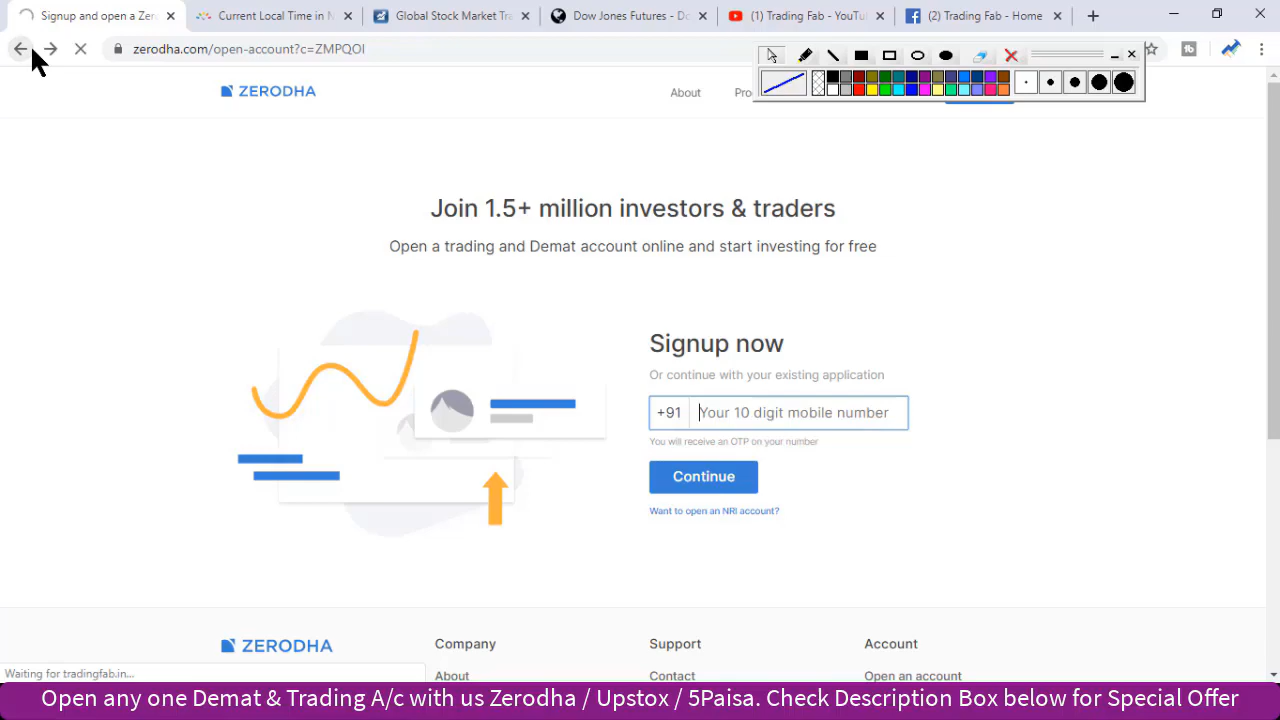 Signup and open a Zer
Current Local Time in N
Global Stock Market Tra
Dow Jones Futures - Do
(1) Trading Fab - YouTu
(2) Trading Fab - Home
zerodha.com/open-account?c=ZMPQOI
ZERODHA
About
Pro
Join 1.5+ million investors & traders
Open a trading and Demat account online and start investing for free
Signup now
Or continue with your existing application
+91 Your 10 digit mobile number
You will receive an OTP on your number
Continue
Want to open an NRI account?
ZERODHA
Company
Support
Account
About
Contact
Open an account
Waiting for tradingfab.in...
Open any one Demat & Trading A/c with us Zerodha / Upstox / 5Paisa. Check Description Box below for Special Offer